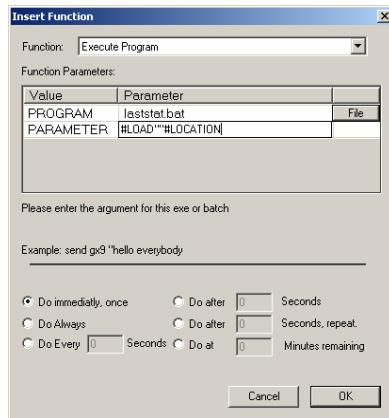 Insert Function
Function: Execute Program
Function Parameters:
Value Parameter
PROGRAM laststat.bat File
PARAMETER #LOAD""#LOCATION
Please enter the argument for this exe or batch
Example: send gx9 "hello everybody
Do immediatly, once Do after 0 Seconds
Do Always Do after 0 Seconds, repeat.
Do Every 0 Seconds Do at 0 Minutes remaining
Cancel OK